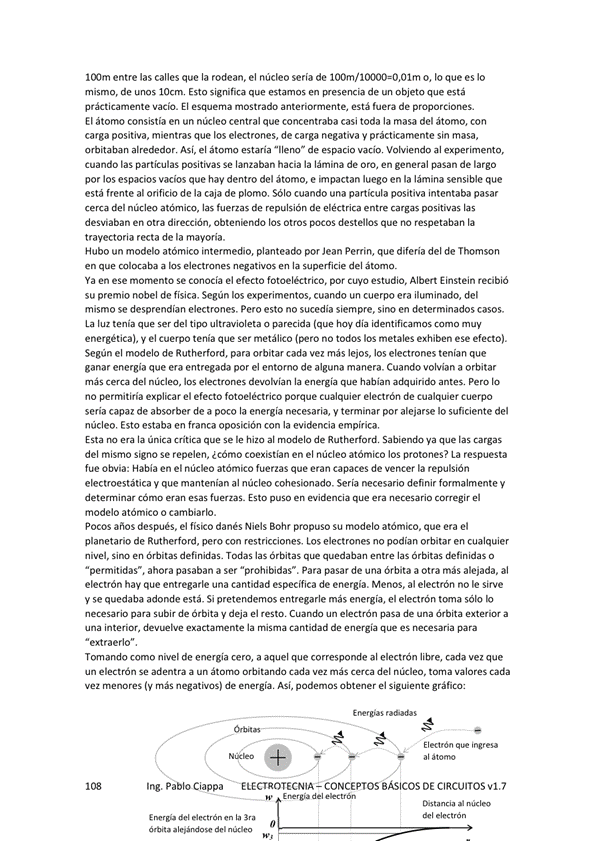 100m entre las calles que la rodean, el núcleo sería de 100m/10000=0,01m o, lo que es lo
mismo, de unos 10cm. Esto significa que estamos en presencia de un objeto que está
prácticamente vacío. El esquema mostrado anteriormente, está fuera de proporciones.
El átomo consistía en un núcleo central que concentraba casi toda la masa del átomo, con
carga positiva, mientras que los electrones, de carga negativa y prácticamente sin masa,
orbitaban alrededor. Así, el átomo estaría “lleno” de espacio vacío. Volviendo al experimento,
cuando las partículas positivas se lanzaban hacia la lámina de oro, en general pasan de largo
por los espacios vacíos que hay dentro del átomo, e impactan luego en la lámina sensible que
está frente al orificio de la caja de plomo. Sólo cuando una partícula positiva intentaba pasar
cerca del núcleo atómico, las fuerzas de repulsión de eléctrica entre cargas positivas las
desviaban en otra dirección, obteniendo los otros pocos destellos que no respetaban la
trayectoria recta de la mayoría.
Hubo un modelo atómico intermedio, planteado por Jean Perrin, que difería del de Thomson
en que colocaba a los electrones negativos en la superficie del átomo.
Ya en ese momento se conocía el efecto fotoeléctrico, por cuyo estudio, Albert Einstein recibió
su premio nobel de física. Según los experimentos, cuando un cuerpo era iluminado, del
mismo se desprendían electrones. Pero esto no sucedía siempre, sino en determinados casos.
La luz tenía que ser del tipo ultravioleta o parecida (que hoy día identificamos como muy
energética), y el cuerpo tenía que ser metálico (pero no todos los metales exhiben ese efecto).
Según el modelo de Rutherford, para orbitar cada vez más lejos, los electrones tenían que
ganar energía que era entregada por el entorno de alguna manera. Cuando volvían a orbitar
más cerca del núcleo, los electrones devolvían la energía que habían adquirido antes. Pero lo
no permitiría explicar el efecto fotoeléctrico porque cualquier electrón de cualquier cuerpo
sería capaz de absorber de a poco la energía necesaria, y terminar por alejarse lo suficiente del
núcleo. Esto estaba en franca oposición con la evidencia empírica.
Esta no era la única crítica que se le hizo al modelo de Rutherford. Sabiendo ya que las cargas
del mismo signo se repelen, ¿cómo coexistían en el núcleo atómico los protones? La respuesta
fue obvia: Había en el núcleo atómico fuerzas que eran capaces de vencer la repulsión
electroestática y que mantenían al núcleo cohesionado. Sería necesario definir formalmente y
determinar cómo eran esas fuerzas. Esto puso en evidencia que era necesario corregir el
modelo atómico o cambiarlo.
Pocos años después, el físico danés Niels Bohr propuso su modelo atómico, que era el
planetario de Rutherford, pero con restricciones. Los electrones no podían orbitar en cualquier
nivel, sino en órbitas definidas. Todas las órbitas que quedaban entre las órbitas definidas o
“permitidas”, ahora pasaban a ser “prohibidas”. Para pasar de una órbita a otra más alejada, al
electrón hay que entregarle una cantidad específica de energía. Menos, al electrón no le sirve
y se quedaba adonde está. Si pretendemos entregarle más energía, el electrón toma sólo lo
necesario para subir de órbita y deja el resto. Cuando un electrón pasa de una órbita exterior a
una interior, devuelve exactamente la misma cantidad de energía que es necesaria para
“extraerlo”.
Tomando como nivel de energía cero, a aquel que corresponde al electrón libre, cada vez que
un electrón se adentra a un átomo orbitando cada vez más cerca del núcleo, toma valores cada
vez menores (y más negativos) de energía. Así, podemos obtener el siguiente gráfico:
Energías radiadas
Órbitas
Electrón que ingresa
al átomo
Núcleo
+
108 Ing. Pablo Ciappa ELECTROTECNIA – CONCEPTOS BÁSICOS DE CIRCUITOS v1.7
w Energía del electrón
Distancia al núcleo
del electrón
Energía del electrón en la 3ra
órbita alejándose del núcleo
0
w3